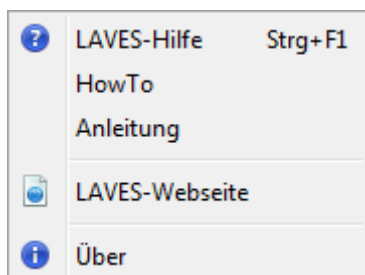 LAVES-Hilfe Strg+F1
HowTo
Anleitung
LAVES-Webseite
Über